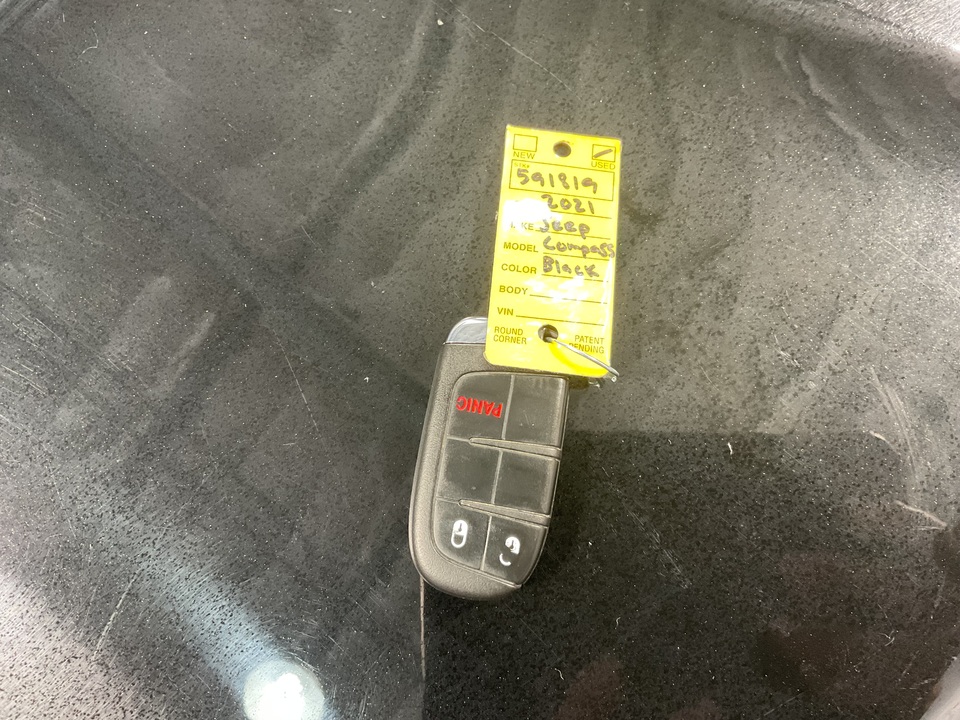 NEW USED
591819
2021
Jeep
MODEL Compass
COLOR Black
BODY
VIN
ROUND CORNER PATENT PENDING
PANIC